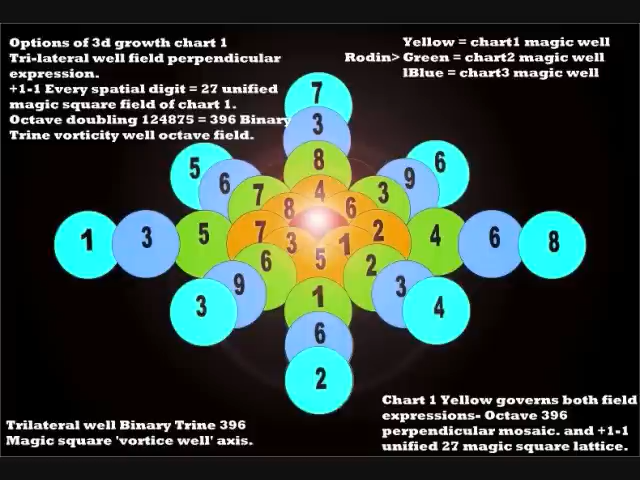 Options of 3d growth chart 1
Tri-lateral well field perpendicular
expression.
+1-1 Every spatial digit = 27 unified
magic square field of chart 1.
Octave doubling 124875 = 396 Binary
Trine vorticity well octave field.
Yellow = chart1 magic well
Rodin> Green = chart2 magic well
lBlue = chart3 magic well
7
3
8
4
5 6 7 8
6 3 9 6
1 3 5 7 3
1 2 4 6 8
5
3 9 6
2 3 4
1
6
2
Trilateral well Binary Trine 396
Magic square 'vortice well' axis.
Chart 1 Yellow governs both field
expressions- Octave 396
perpendicular mosaic. and +1-1
unified 27 magic square lattice.